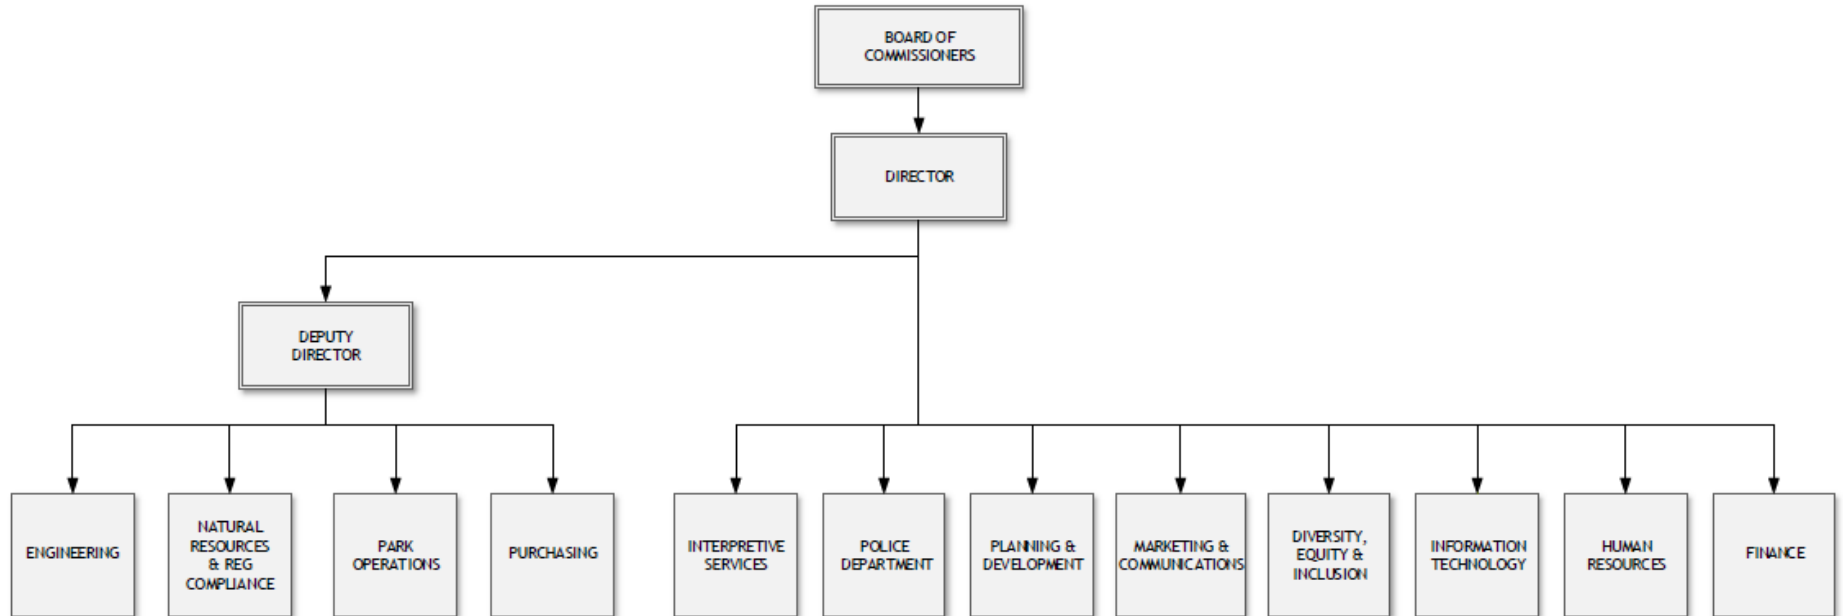 BOARD OF
COMMISSIONERS
DIRECTOR
DEPUTY
DIRECTOR
ENGINEERING
NATURAL
RESOURCES
& REG
COMPLIANCE
PARK
OPERATIONS
PURCHASING
INTERPRETIVE
SERVICES
POLICE
DEPARTMENT
PLANNING &
DEVELOPMENT
MARKETING &
COMMUNICATIONS
DIVERSITY,
EQUITY &
INCLUSION
INFORMATION
TECHNOLOGY
HUMAN
RESOURCES
FINANCE